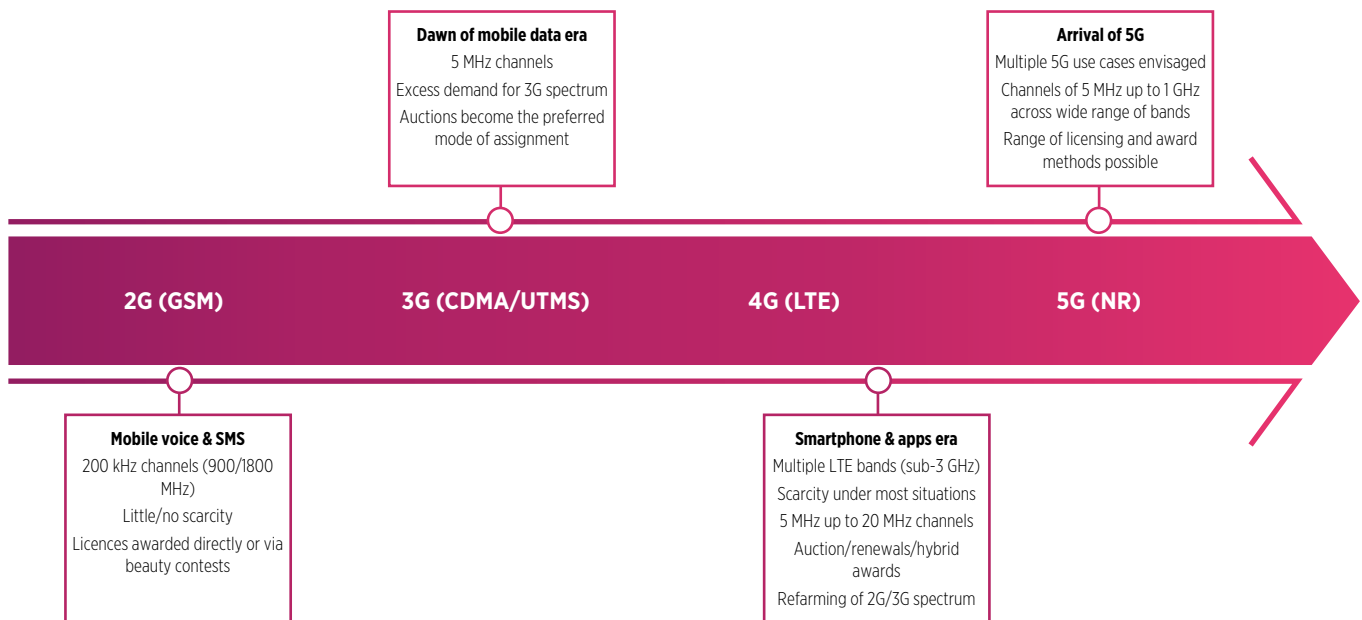 Dawn of mobile data era
5 MHz channels
Excess demand for 3G spectrum
Auctions become the preferred
mode of assignment
Arrival of 5G
Multiple 5G use cases envisaged
Channels of 5 MHz up to 1 GHz
across wide range of bands
Range of licensing and award
methods possible
2G (GSM)
3G (CDMA/UTMS)
4G (LTE)
5G (NR)
Mobile voice & SMS
200 kHz channels (900/1800
MHz)
Little/no scarcity
Licences awarded directly or via
beauty contests
Smartphone & apps era
Multiple LTE bands (sub-3 GHz)
Scarcity under most situations
5 MHz up to 20 MHz channels
Auction/renewals/hybrid
awards
Refarming of 2G/3G spectrum